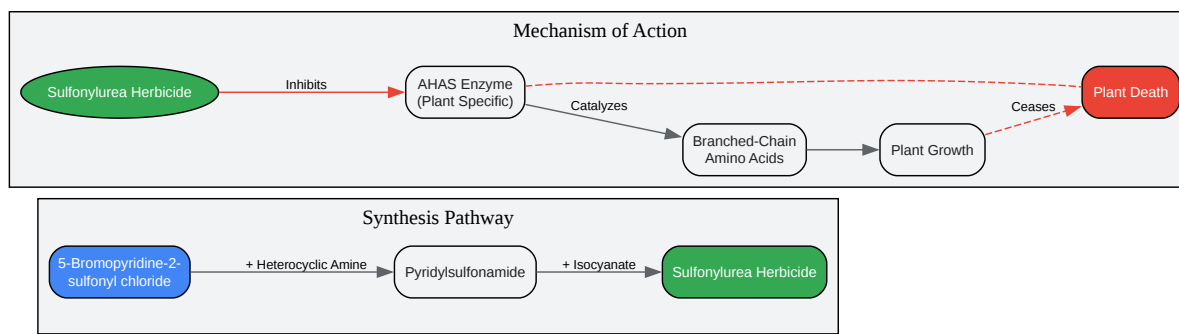 Mechanism of Action
Sulfonylurea Herbicide
Inhibits
AHAS Enzyme
(Plant Specific)
Catalyzes
Branched-Chain
Amino Acids
Plant Growth
Ceases
Plant Death
Synthesis Pathway
5-Bromopyridine-2-
sulfonyl chloride
+ Heterocyclic Amine
Pyridylsulfonamide
+ Isocyanate
Sulfonylurea Herbicide